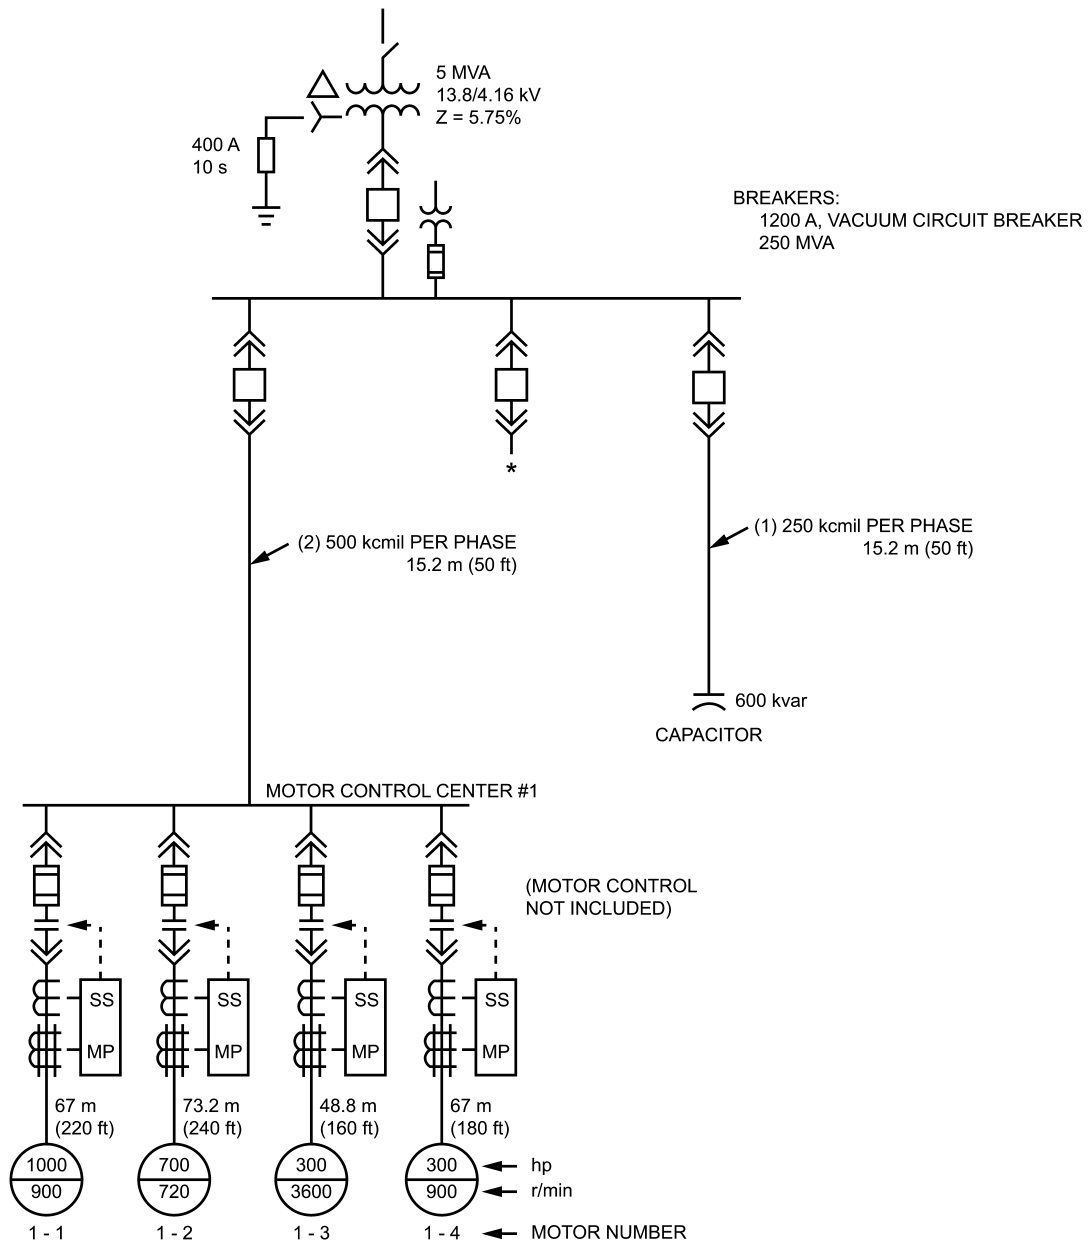 5 MVA
13.8/4.16 kV
Z = 5.75%
400 A
10 s
BREAKERS:
1200 A, VACUUM CIRCUIT BREAKER
250 MVA
*
(2) 500 kcmil PER PHASE
15.2 m (50 ft)
(1) 250 kcmil PER PHASE
15.2 m (50 ft)
600 kvar
CAPACITOR
MOTOR CONTROL CENTER #1
(MOTOR CONTROL
NOT INCLUDED)
SS SS SS SS
MP MP MP MP
67 m 73.2 m 48.8 m 67 m
(220 ft) (240 ft) (160 ft) (180 ft)
1000 700 300 300 hp
900 720 3600 900 r/min
1 - 1 1 - 2 1 - 3 1 - 4 MOTOR NUMBER